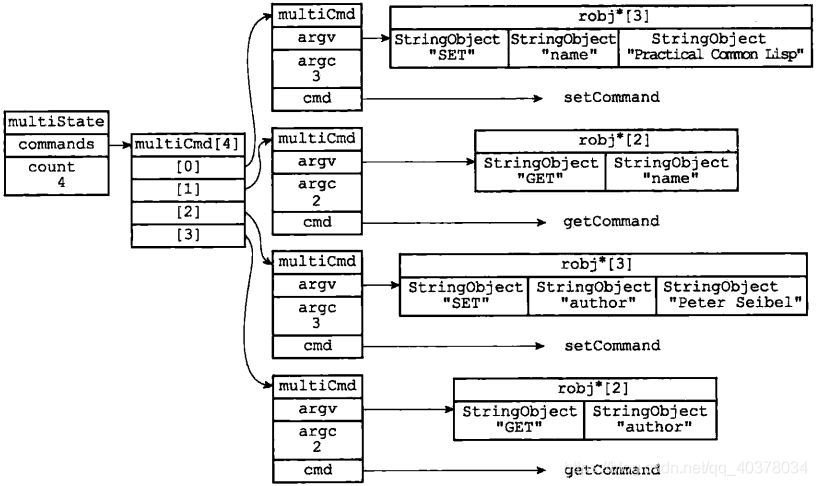 multiState
commands
count
4
multiCmd[4]
[0]
[1]
[2]
[3]
multiCmd
argv
argc
3
cmd
robj*[3]
StringObject "SET"
StringObject "name"
StringObject "Practical Common Lisp"
setCommand
multiCmd
argv
argc
2
cmd
robj*[2]
StringObject "GET"
StringObject "name"
getCommand
multiCmd
argv
argc
3
cmd
robj*[3]
StringObject "SET"
StringObject "author"
StringObject "Peter Seibel"
setCommand
multiCmd
argv
argc
2
cmd
robj*[2]
StringObject "GET"
StringObject "author"
getCommand
dn.net/qq_40378034